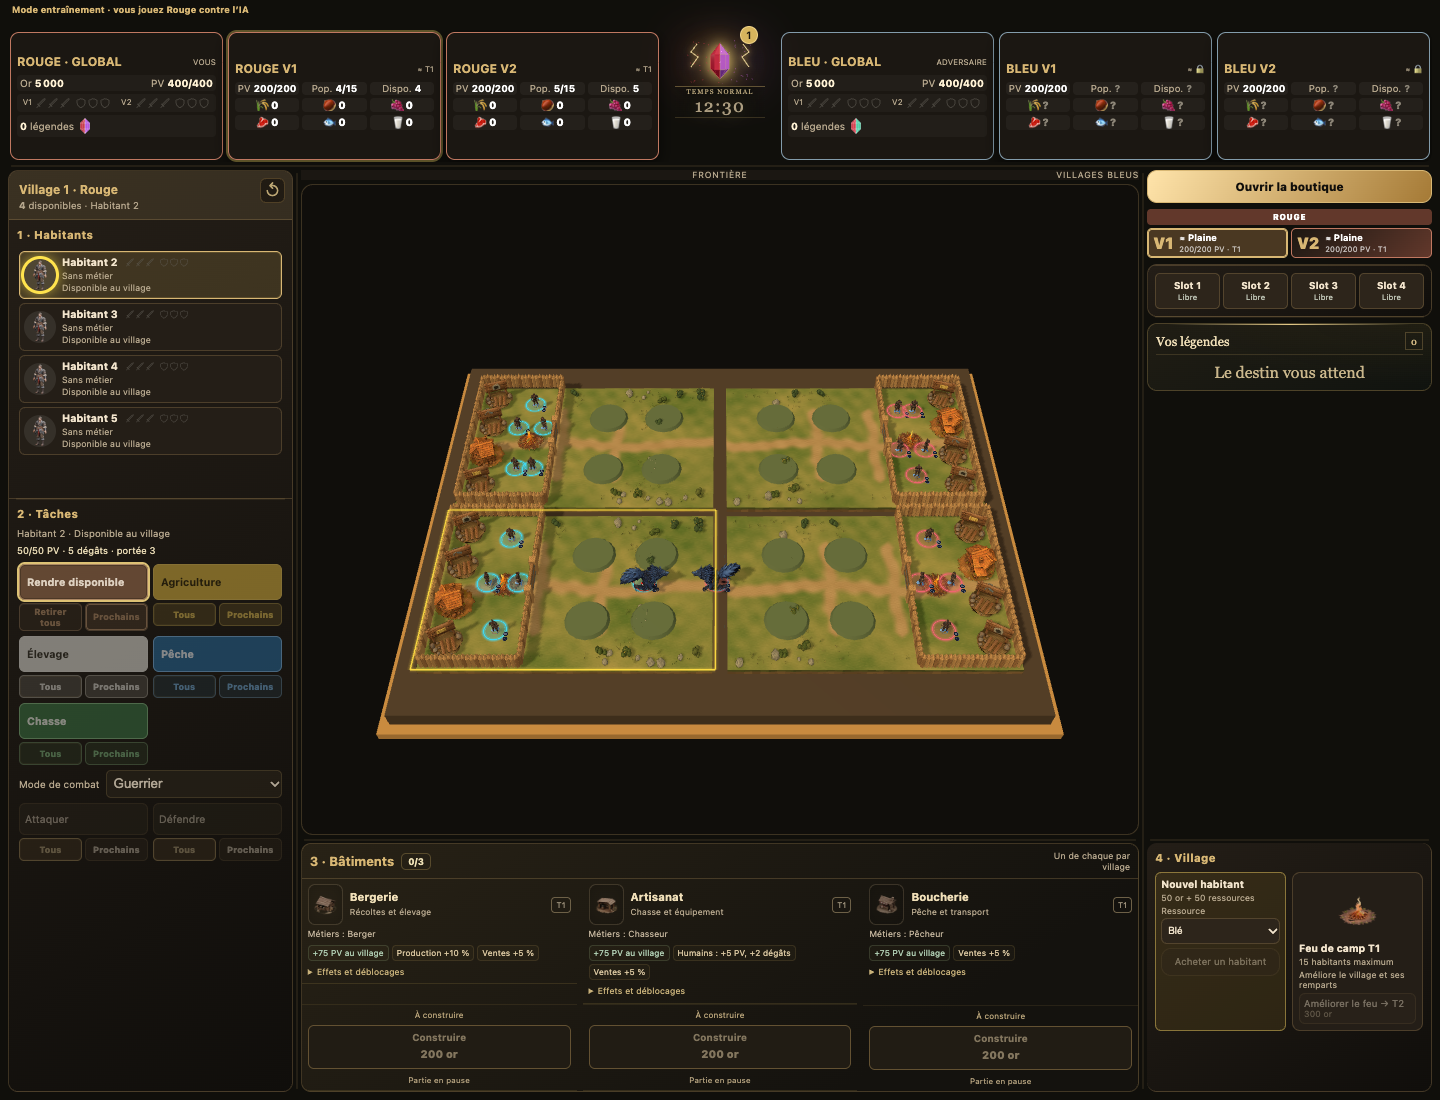 Mode entraînement · vous jouez Rouge contre l'IA
ROUGE · GLOBAL
VOUS
Or 5 000
PV 400/400
V1
V2
0 légendes
ROUGE V1
T1
PV 200/200
Pop. 4/15
Dispo. 4
0
0
0
0
0
0
ROUGE V2
T1
PV 200/200
Pop. 5/15
Dispo. 5
0
0
0
0
0
0
1
TEMPS NORMAL
12:30
BLEU · GLOBAL
ADVERSAIRE
Or 5 000
PV 400/400
V1
V2
0 légendes
BLEU V1
PV 200/200
Pop. ?
Dispo. ?
?
?
?
?
?
?
BLEU V2
PV 200/200
Pop. ?
Dispo. ?
?
?
?
?
?
?
Village 1 · Rouge
4 disponibles · Habitant 2
1 · Habitants
Habitant 2
Sans métier
Disponible au village
Habitant 3
Sans métier
Disponible au village
Habitant 4
Sans métier
Disponible au village
Habitant 5
Sans métier
Disponible au village
2 · Tâches
Habitant 2 · Disponible au village
50/50 PV · 5 dégâts · portée 3
Rendre disponible
Agriculture
Retirer tous
Prochains
Tous
Prochains
Élevage
Pêche
Tous
Prochains
Tous
Prochains
Chasse
Tous
Prochains
Mode de combat
Guerrier
Attaquer
Défendre
Tous
Prochains
Tous
Prochains
FRONTIÈRE
VILLAGES BLEUS
3 · Bâtiments
0/3
Un de chaque par
village
Bergerie
Récoltes et élevage
T1
Métiers : Berger
+75 PV au village
Production +10 %
Ventes +5 %
▸ Effets et déblocages
À construire
Construire
200 or
Partie en pause
Artisanat
Chasse et équipement
T1
Métiers : Chasseur
+75 PV au village
Humains : +5 PV, +2 dégâts
Ventes +5 %
▸ Effets et déblocages
À construire
Construire
200 or
Partie en pause
Boucherie
Pêche et transport
T1
Métiers : Pêcheur
+75 PV au village
Ventes +5 %
▸ Effets et déblocages
À construire
Construire
200 or
Partie en pause
Ouvrir la boutique
ROUGE
V1
Plaine
200/200 PV · T1
V2
Plaine
200/200 PV · T1
Slot 1
Libre
Slot 2
Libre
Slot 3
Libre
Slot 4
Libre
Vos légendes
0
Le destin vous attend
4 · Village
Nouvel habitant
50 or + 50 ressources
Ressource
Blé
Acheter un habitant
Feu de camp T1
15 habitants maximum
Améliore le village et ses
remparts
Améliorer le feu → T2
300 or